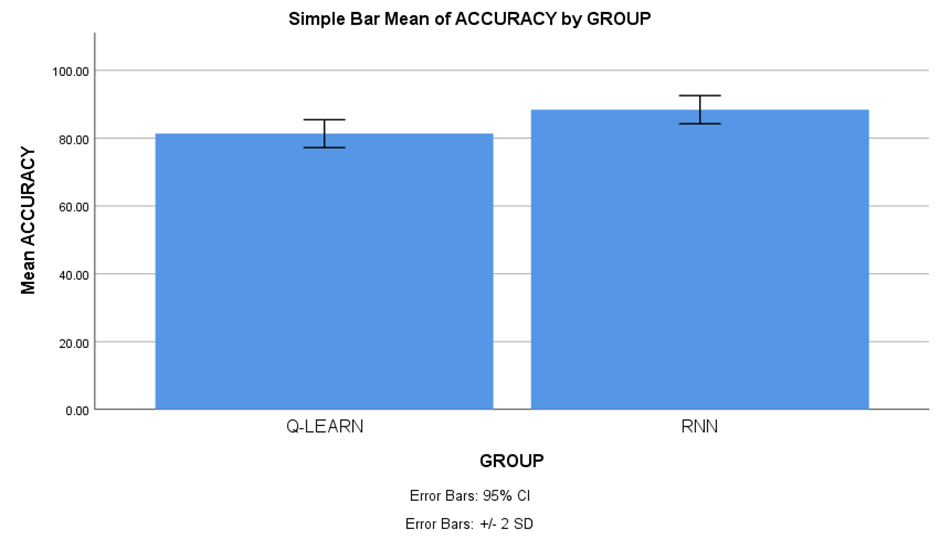 Simple Bar Mean of ACCURACY by GROUP
100.00
80.00
60.00
40.00
20.00
0.00
Mean ACCURACY
Q-LEARN
RNN
GROUP
Error Bars: 95% CI
Error Bars: +/- 2 SD